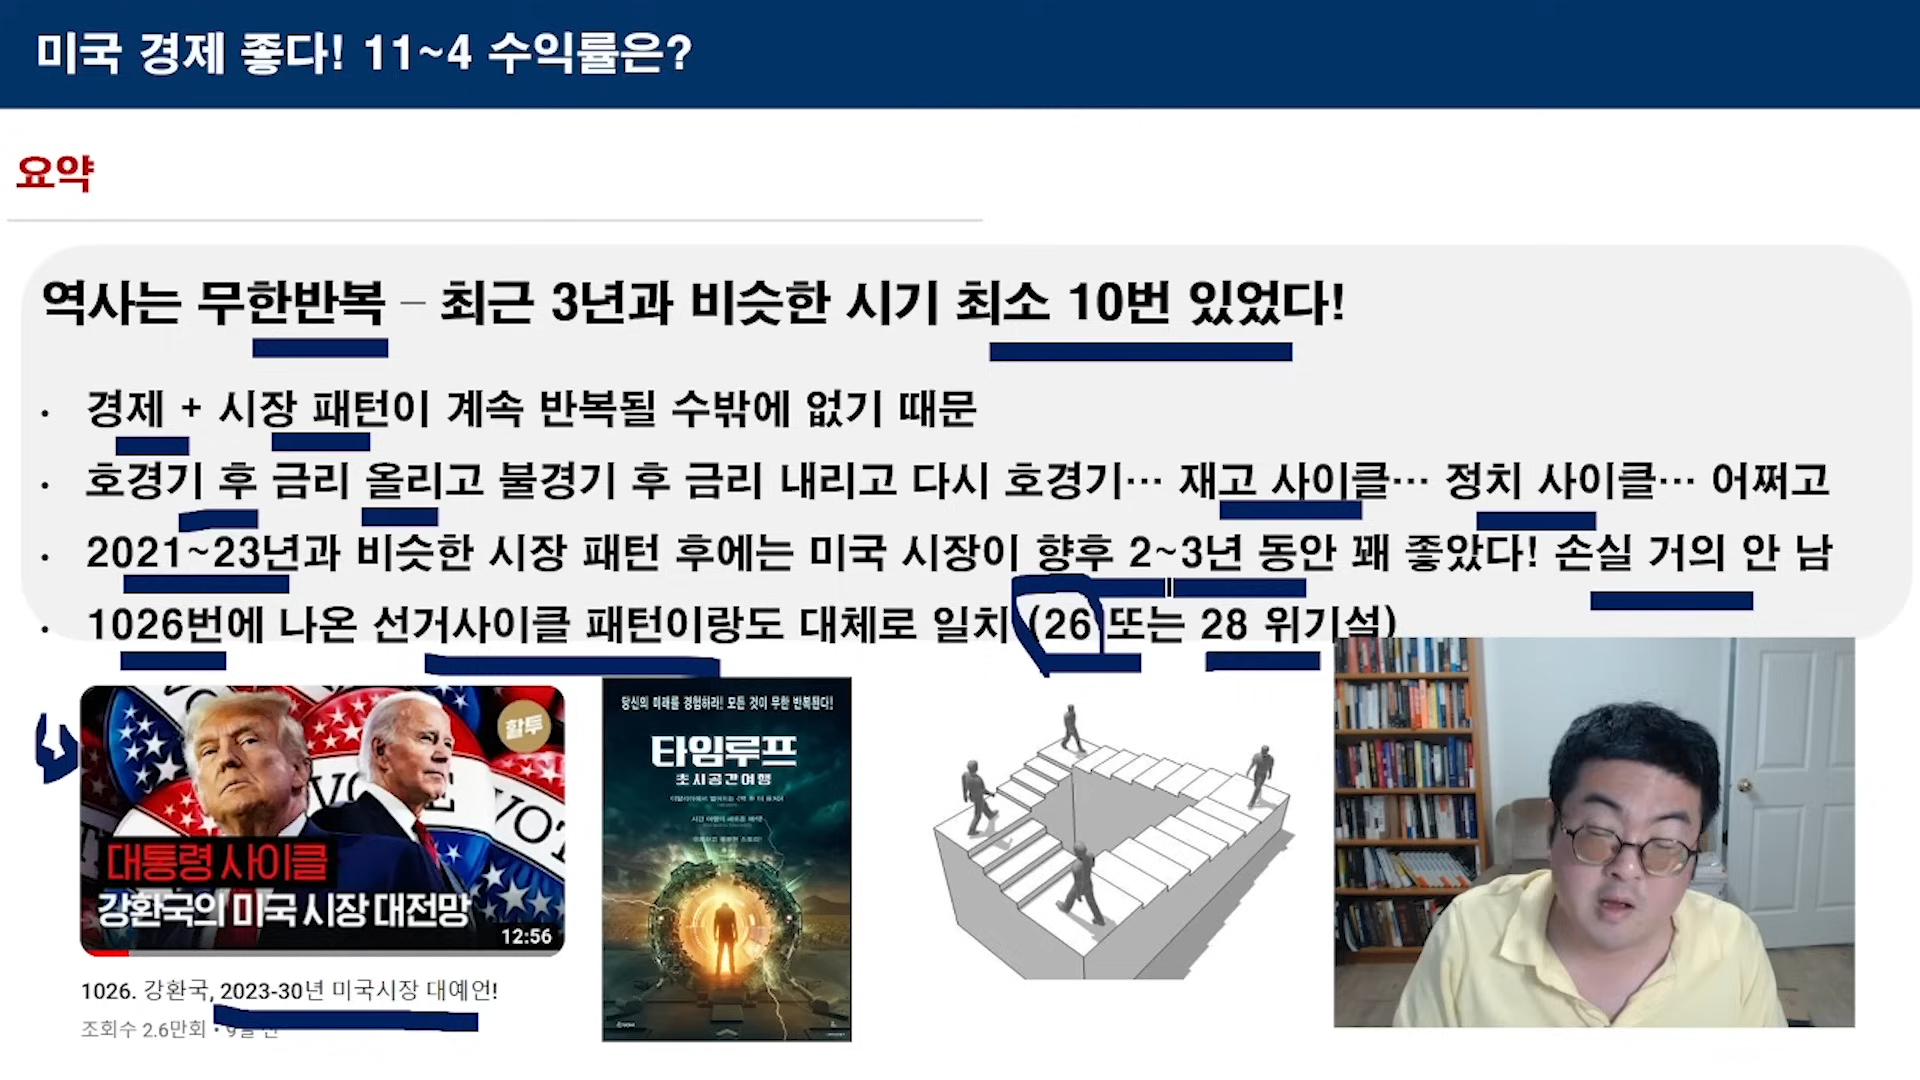 미국 경제 좋다! 11~4 수익률은?
요약
역사는 무한반복 – 최근 3년과 비슷한 시기 최소 10번 있었다!
• 경제 + 시장 패턴이 계속 반복될 수밖에 없기 때문
• 호경기 후 금리 올리고 불경기 후 금리 내리고 다시 호경기… 재고 사이클… 정치 사이클… 어쩌고
• 2021~23년과 비슷한 시장 패턴 후에는 미국 시장이 향후 2~3년 동안 꽤 좋았다! 손실 거의 안 남
• 1026번에 나온 선거사이클 패턴이랑도 대체로 일치 (26 또는 28 위기설)
할투
VOTE
VOT
대통령 사이클
강환국의 미국 시장 대전망
12:56
1026. 강환국, 2023-30년 미국시장 대예언!
조회수 2.6만회 •
당신의 미래를 경험하라! 모든 것이 무한 반복된다!
타임루프
초시공간여행